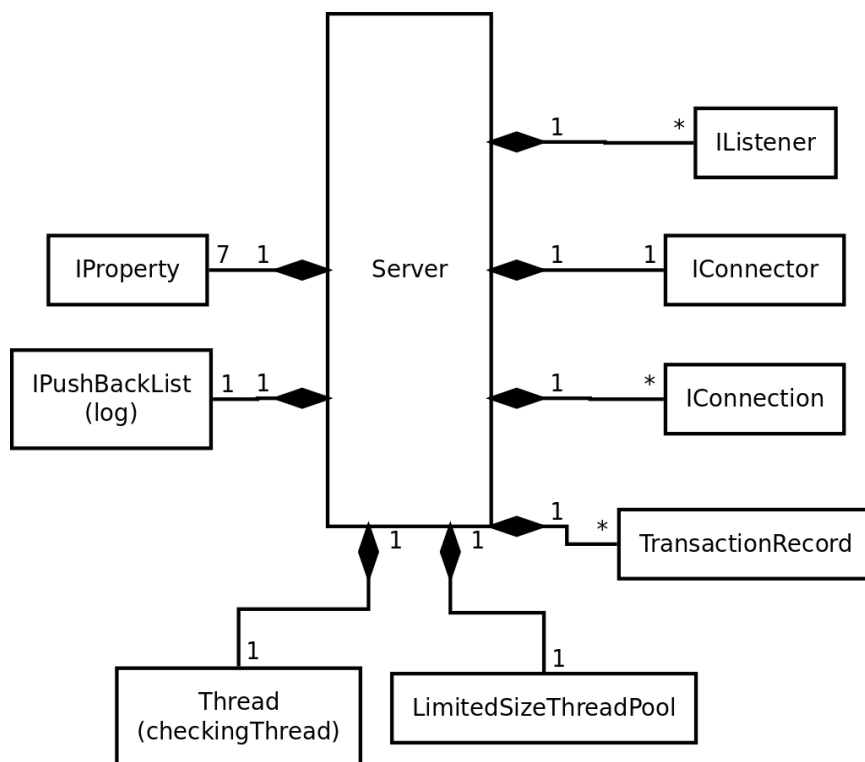 1
*
IListener
IProperty
7
1
Server
1
1
IConnector
IPushBackList
(log)
1
1
1
*
IConnection
1
*
TransactionRecord
1
1
1
1
Thread
(checkingThread)
LimitedSizeThreadPool